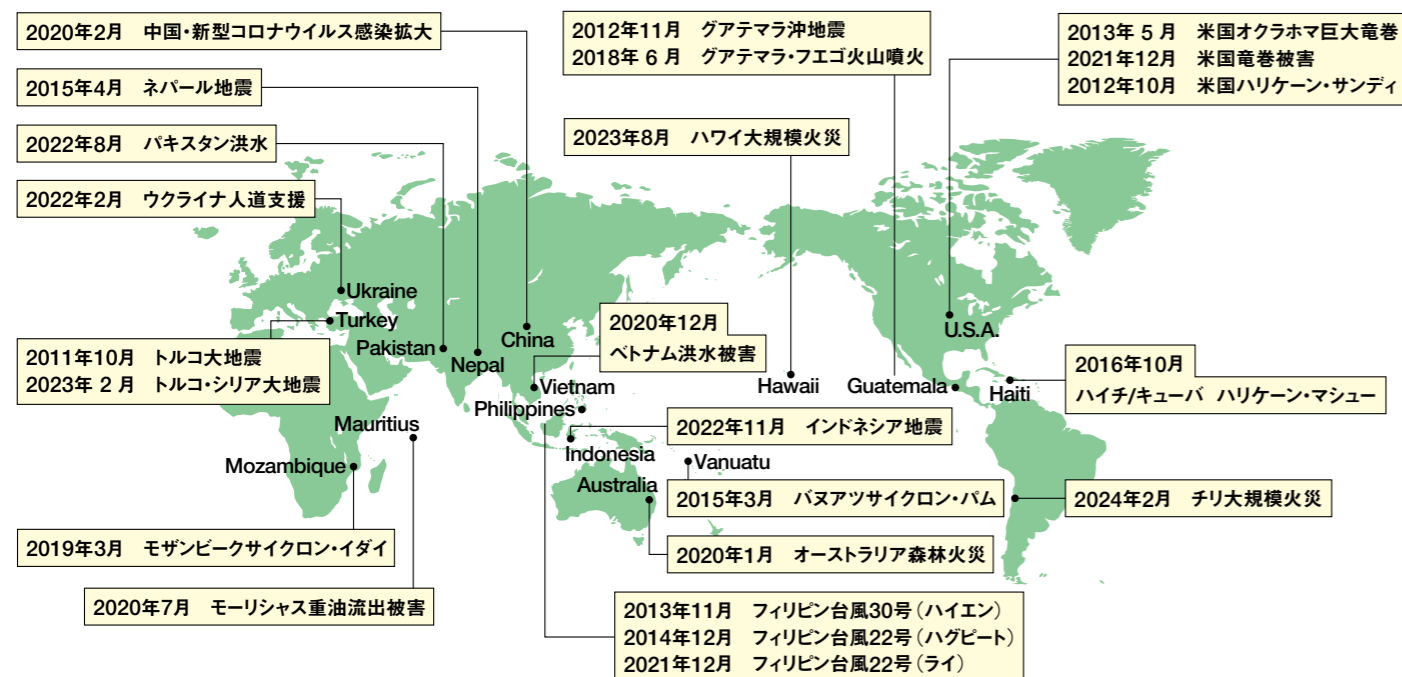 2020年2月　中国・新型コロナウイルス感染拡大
2015年4月　ネパール地震
2022年8月　パキスタン洪水
2022年2月　ウクライナ人道支援
2012年11月　グアテマラ沖地震
2018年 6月　グアテマラ・フエゴ火山噴火
2023年8月　ハワイ大規模火災
2013年 5月　米国オクラホマ巨大竜巻
2021年12月　米国竜巻被害
2012年10月　米国ハリケーン・サンディ
Ukraine
Turkey
Pakistan
Nepal
China
2011年10月　トルコ大地震
2023年 2月　トルコ・シリア大地震
2020年12月
ベトナム洪水被害
Vietnam
Philippines
Hawaii
Guatemala
U.S.A.
Haiti
2016年10月
ハイチ/キューバ　ハリケーン・マシュー
Mauritius
Mozambique
2022年11月　インドネシア地震
Indonesia
Vanuatu
Australia
2015年3月　バヌアツサイクロン・パム
2024年2月　チリ大規模火災
2019年3月　モザンビークサイクロン・イダイ
2020年1月　オーストラリア森林火災
2020年7月　モーリシャス重油流出被害
2013年11月　フィリピン台風30号（ハイエン）
2014年12月　フィリピン台風22号（ハグピート）
2021年12月　フィリピン台風22号（ライ）